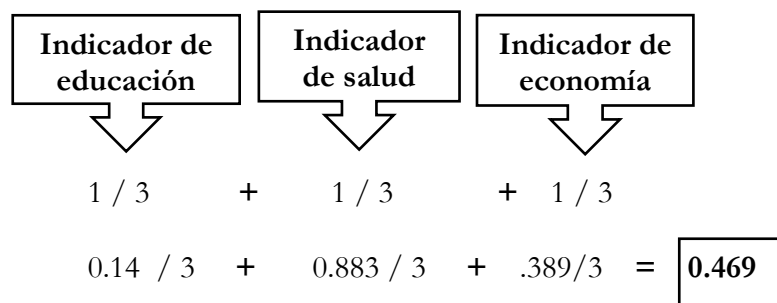 Indicador de
educación
Indicador
de salud
Indicador de
economía
1 / 3 + 1 / 3 + 1 / 3
0.14 / 3 + 0.883 / 3 + .389/3 = 0.469